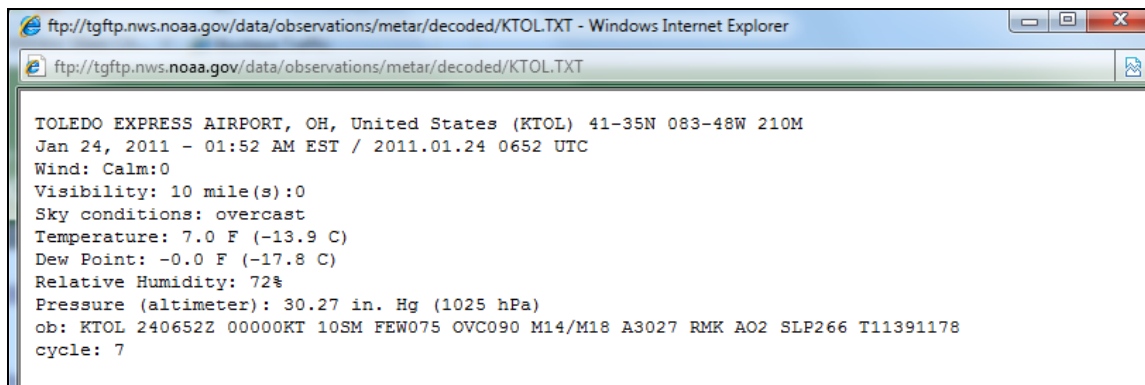 ftp://tgftp.nws.noaa.gov/data/observations/metar/decoded/KTOL.TXT - Windows Internet Explorer
ftp://tgftp.nws.noaa.gov/data/observations/metar/decoded/KTOL.TXT
TOLEDO EXPRESS AIRPORT, OH, United States (KTOL) 41-35N 083-48W 210M
Jan 24, 2011 - 01:52 AM EST / 2011.01.24 0652 UTC
Wind: Calm:0
Visibility: 10 mile(s):0
Sky conditions: overcast
Temperature: 7.0 F (-13.9 C)
Dew Point: -0.0 F (-17.8 C)
Relative Humidity: 72%
Pressure (altimeter): 30.27 in. Hg (1025 hPa)
ob: KTOL 240652Z 00000KT 10SM FEW075 OVC090 M14/M18 A3027 RMK AO2 SLP266 T11391178
cycle: 7